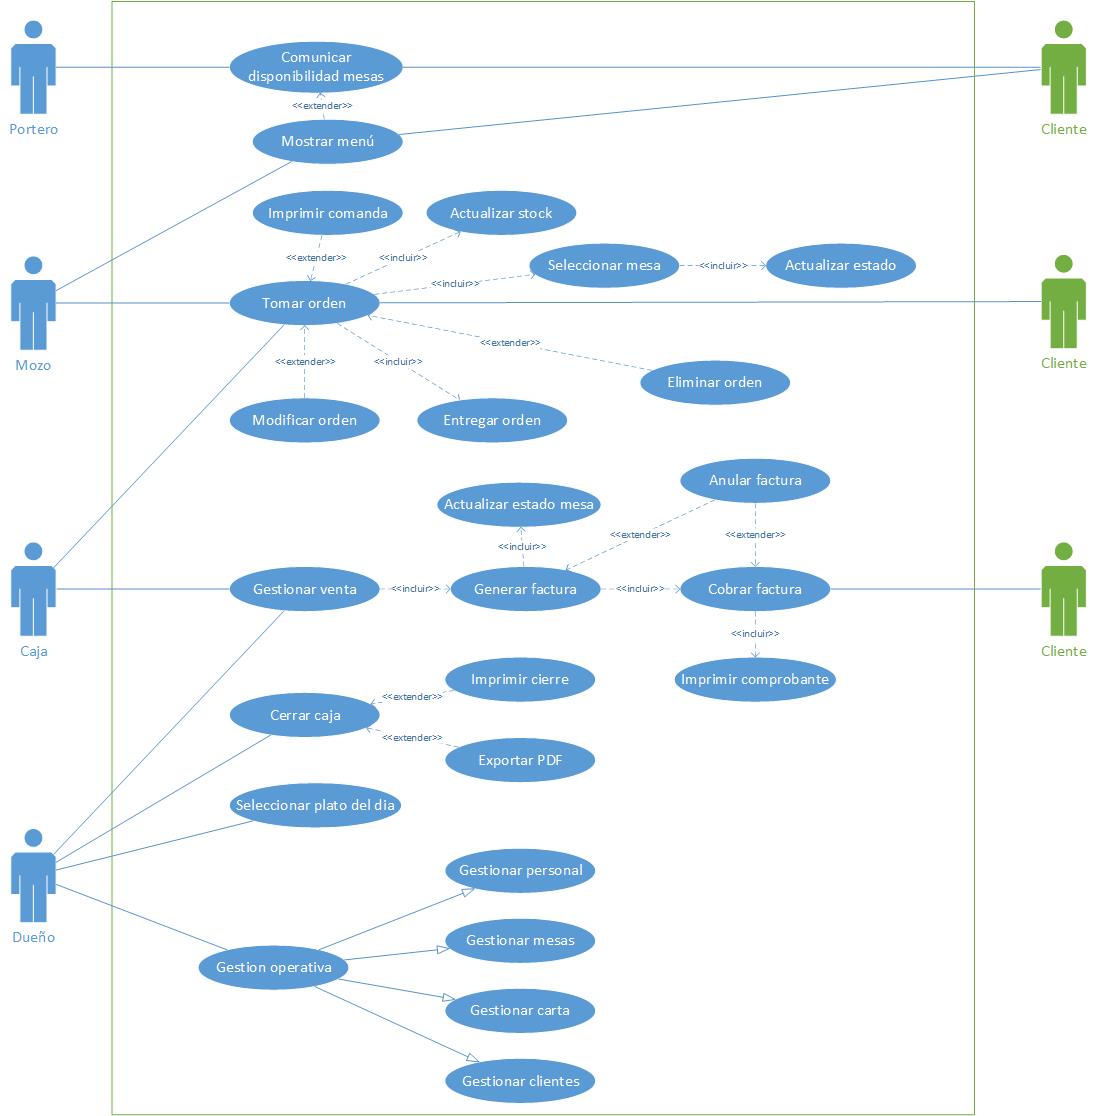 Comunicar
disponibilidad mesas
Portero
<<extender>>
Cliente
Mostrar menú
Imprimir comanda
Actualizar stock
<<extender>>
<<incluir>>
Seleccionar mesa
<<incluir>>
Actualizar estado
<<incluir>>
Tomar orden
<<extender>>
Mozo
<<extender>>
<<incluir>>
Cliente
Eliminar orden
Modificar orden
Entregar orden
Anular factura
Actualizar estado mesa
<<extender>>
<<extender>>
<<incluir>>
Gestionar venta
<<incluir>>
Generar factura
<<incluir>>
Cobrar factura
<<incluir>>
Caja
Cliente
Imprimir cierre
Imprimir comprobante
<<extender>>
Cerrar caja
<<extender>>
Exportar PDF
Seleccionar plato del dia
Gestionar personal
Dueño
Gestionar mesas
Gestion operativa
Gestionar carta
Gestionar clientes